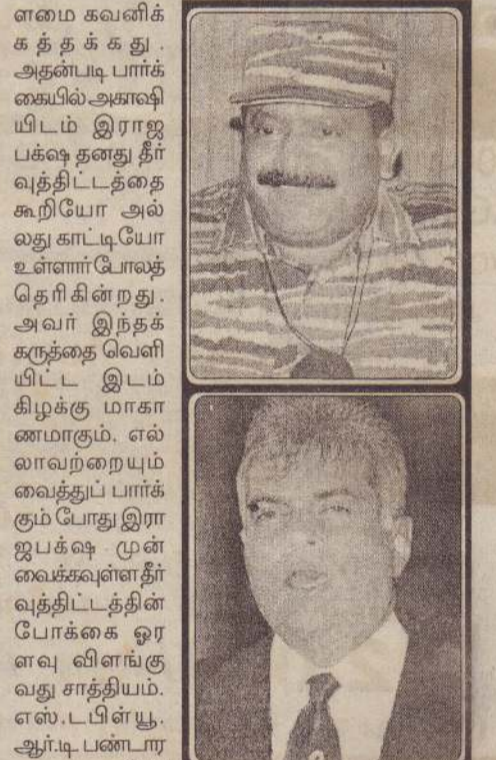 ளமை கவனிக்
கத்தக்கது.
அதன்படி பார்க்
கையில் அகாஷி
யிடம் இராஜ
பக்‌ஷ தனது தீர்
வுத்திட்டத்தை
கூறியோ அல்
லது காட்டியோ
உள்ளார்போலத்
தெரிகின்றது.
அவர் இந்தக்
கருத்தை வெளி
யிட்ட இடம்
கிழக்கு மாகா
ணமாகும். எல்
லாவற்றையும்
வைத்துப் பார்க்
கும் போது இரா
ஜபக்‌ஷ முன்
வைக்கவுள்ள தீர்
வுத்திட்டத்தின்
போக்கை ஓர
ளவு விளங்கு
வது சாத்தியம்.
எஸ்.டபிள்யூ.
ஆர்.டி பண்டார